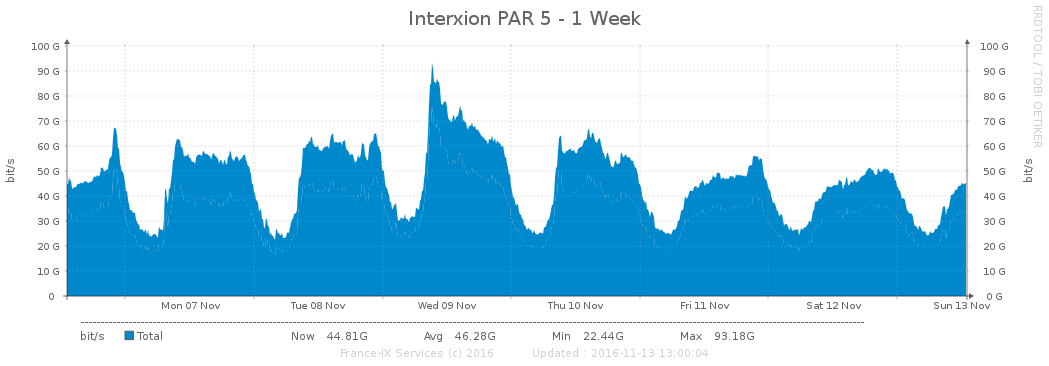 Interxion PAR 5 - 1 Week
RRDTOOL / TOBI OETIKER
100 G 100 G
90 G 90 G
80 G 80 G
70 G 70 G
60 G 60 G
50 G 50 G
40 G 40 G
30 G 30 G
20 G 20 G
10 G 10 G
0 0 G
bit/s bit/s
Mon 07 Nov Tue 08 Nov Wed 09 Nov Thu 10 Nov Fri 11 Nov Sat 12 Nov Sun 13 Nov
bit/s Total Now 44.81G Avg 46.28G Min 22.44G Max 93.18G
France-IX Services (c) 2016 Updated : 2016-11-13 13:00:04